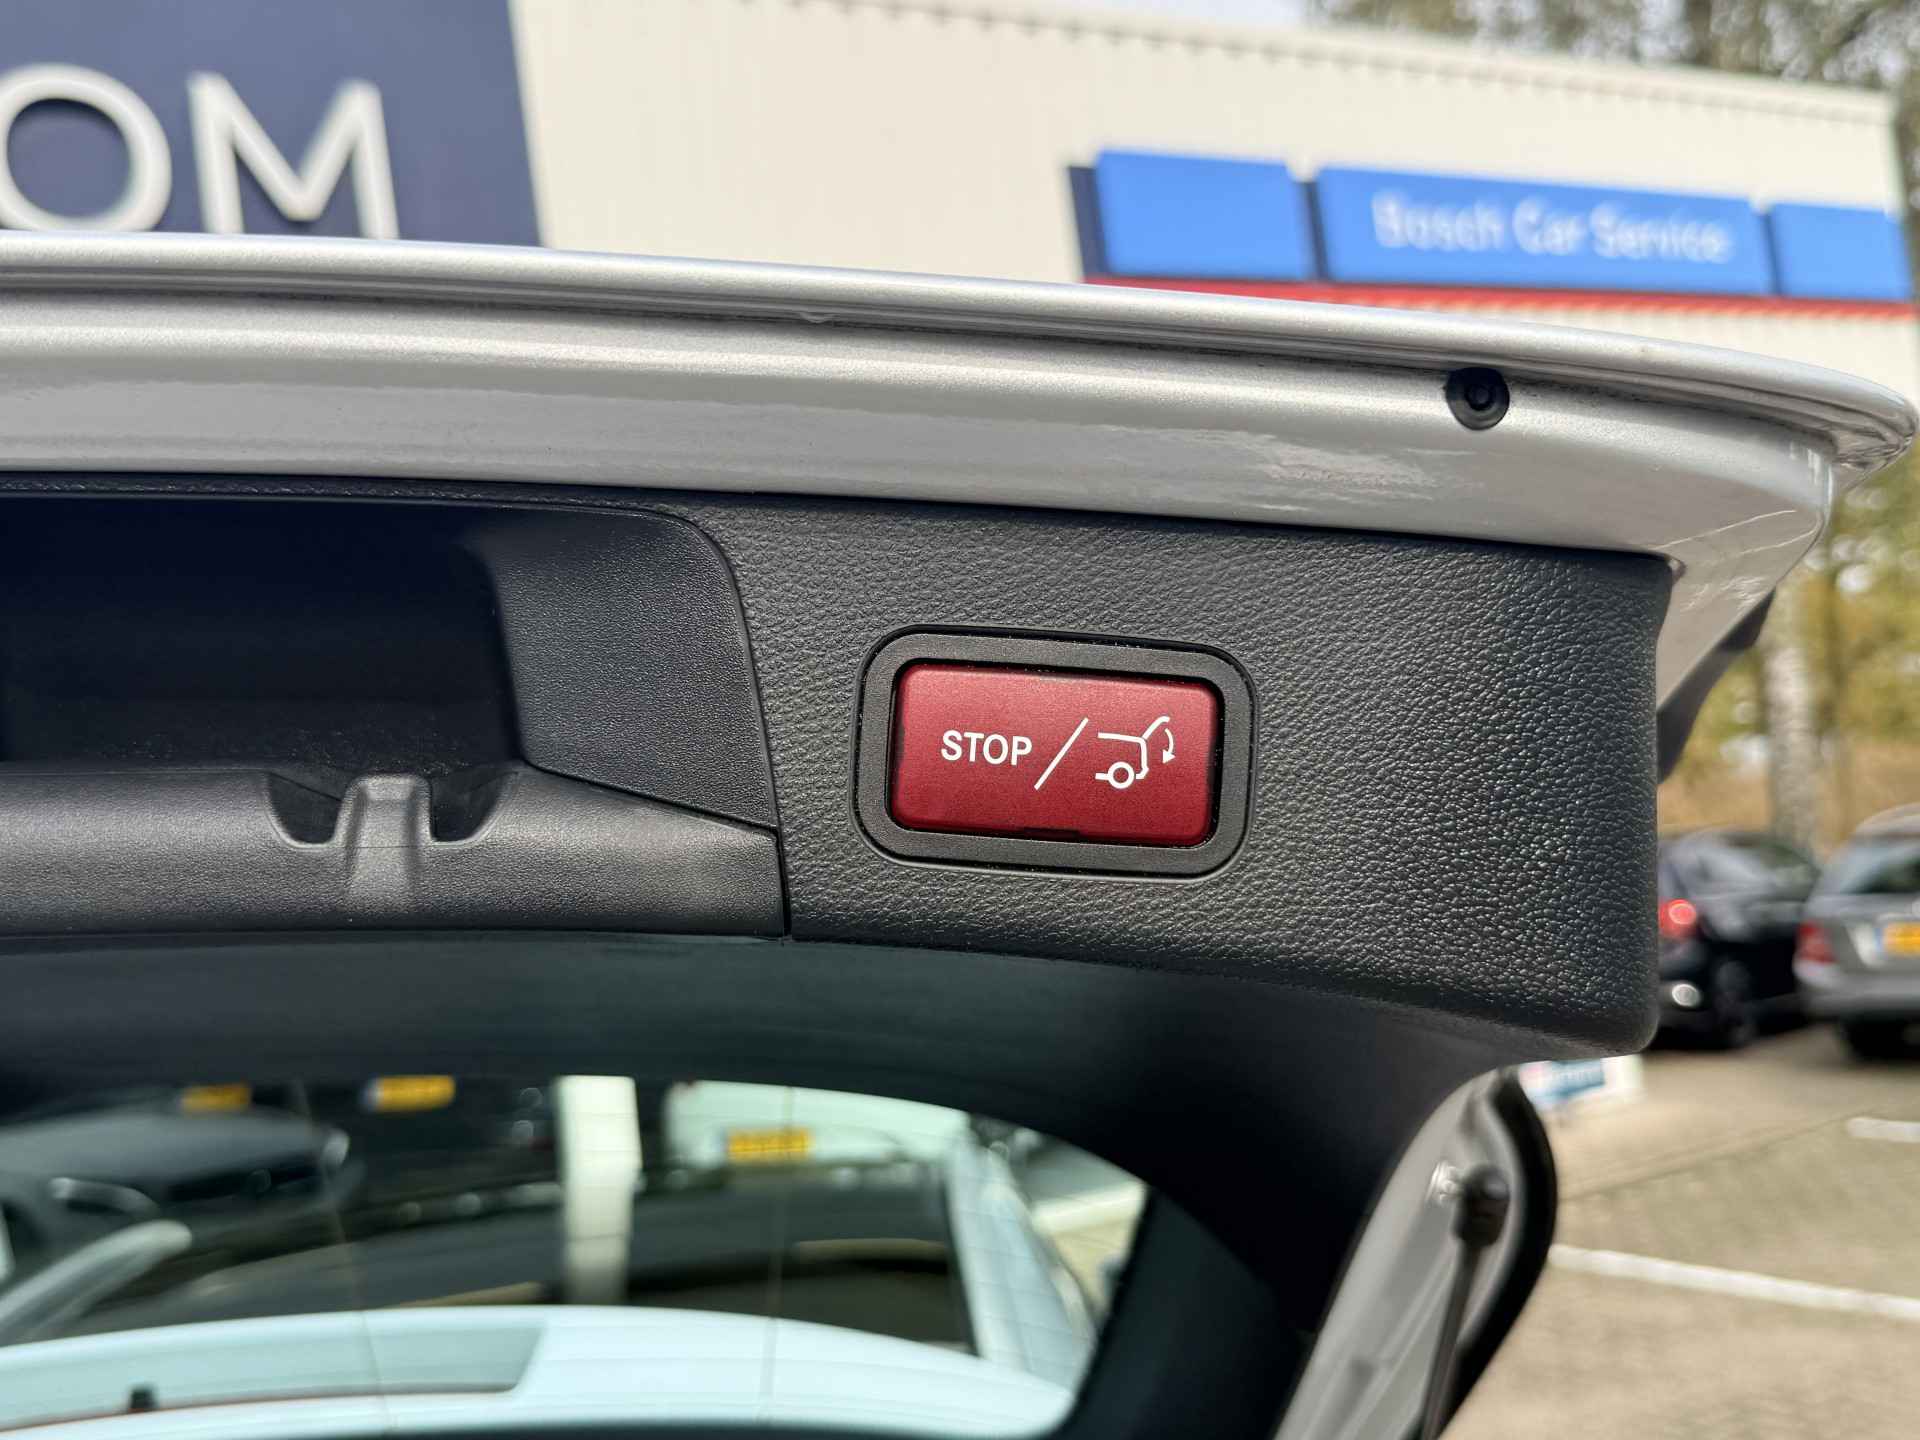 OM
Bosch Car Service
STOP /